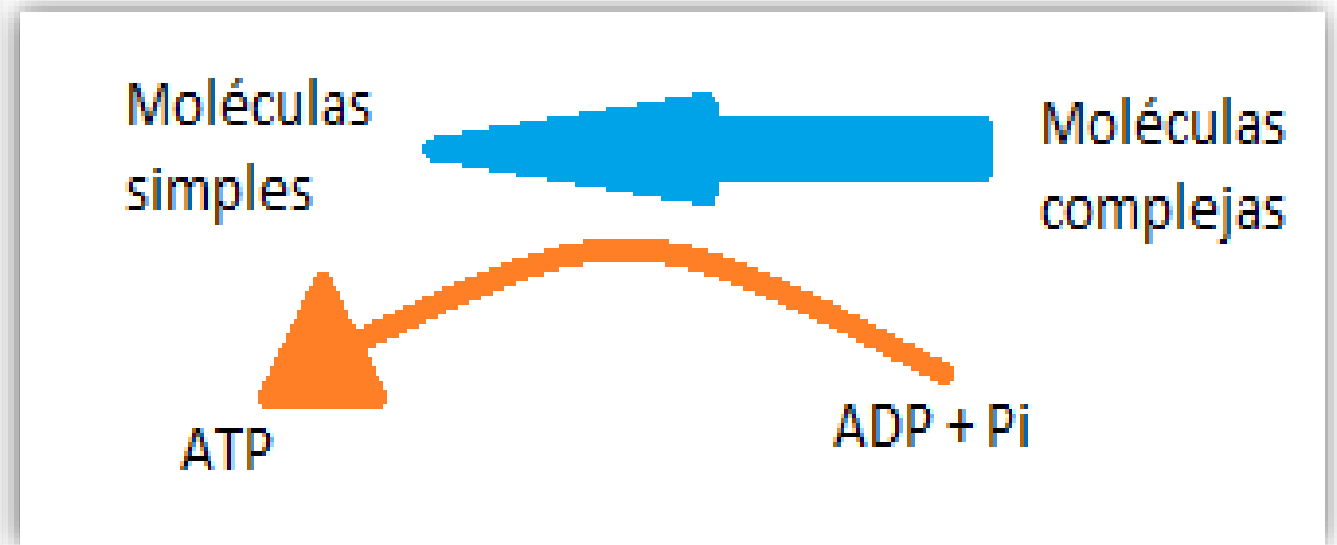 Moléculas
simples
Moléculas
complejas
ATP
ADP + Pi